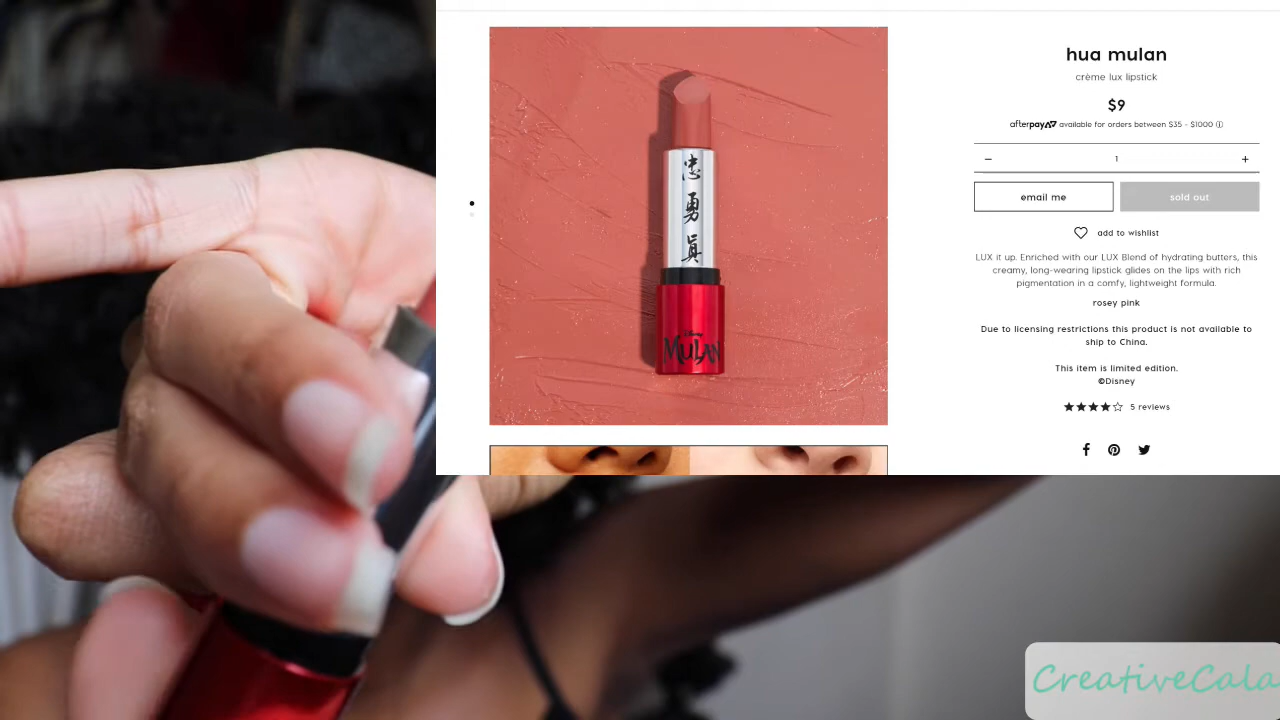 忠
勇
眞
Disney
MULAN
hua mulan
crème lux lipstick
$9
afterpay available for orders between $35 - $1000 ⓘ
− 1 +
email me sold out
add to wishlist
LUX it up. Enriched with our LUX Blend of hydrating butters, this
creamy, long-wearing lipstick glides on the lips with rich
pigmentation in a comfy, lightweight formula.
rosey pink
Due to licensing restrictions this product is not available to
ship to China.
This item is limited edition.
©Disney
5 reviews
CreativeCala